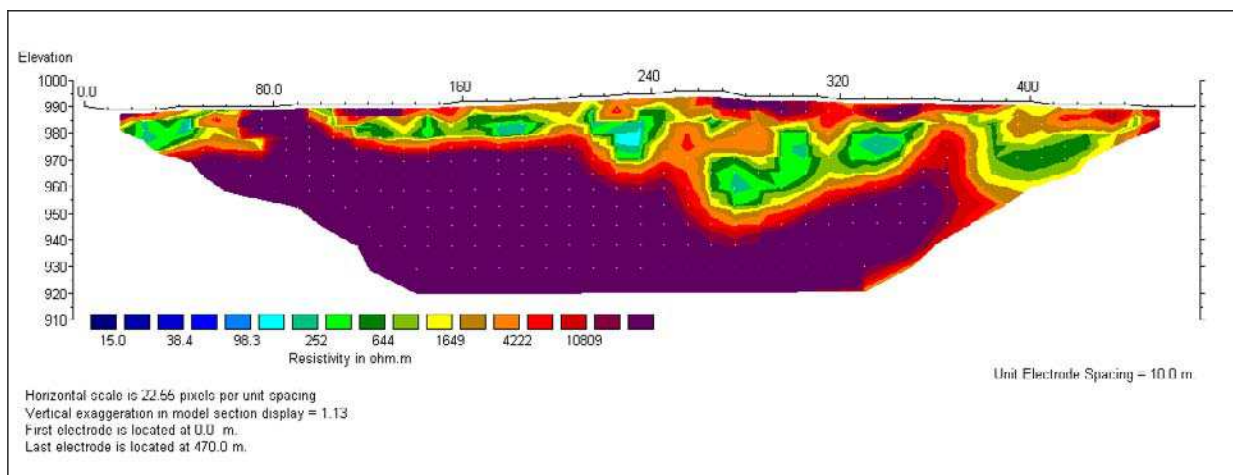 Elevation
0.0 80.0 160 240 320 400
1000
990
980
970
960
950
940
930
920
910
15.0 38.4 98.3 252 644 1649 4222 10809
Resistivity in ohm.m
Unit Electrode Spacing = 10.0 m.
Horizontal scale is 22.55 pixels per unit spacing
Vertical exaggeration in model section display = 1.13
First electrode is located at 0.0 m.
Last electrode is located at 470.0 m.